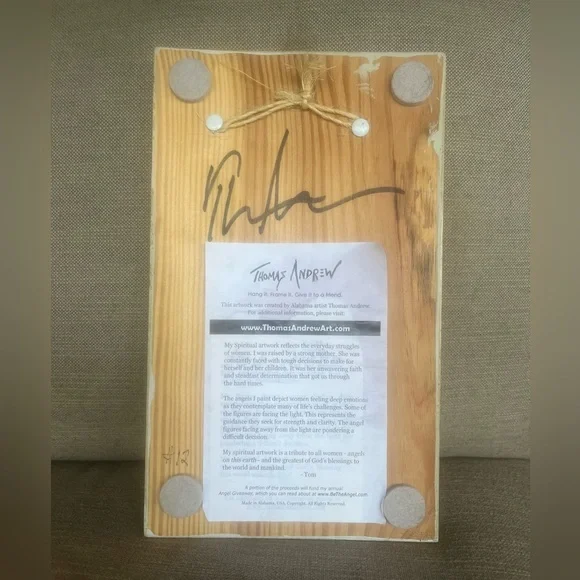 THOMAS ANDREW
Hang it. Name it. Give it to a friend.
This artwork was created by Alabama artist Thomas Andrew.
For additional information, please visit:
www.ThomasAndrewArt.com
My Spiritual artwork reflects the everyday struggles
of women. I was raised by a strong mother. She was
constantly faced with tough decisions to make for
herself and her children. It was her unwavering faith
and steadfast determination that got us through
the hard times.
The angels I paint depict women feeling deep emotions
as they contemplate many of life's challenges. Some of
the figures are facing the light. This represents the
guidance they seek for strength and clarity. The angel
figures facing away from the light are pondering a
difficult decision.
My spiritual artwork is a tribute to all women - angels
on this earth - and the greatest of God's blessings to
the world and mankind.
- Tom
A portion of the proceeds will fund my annual
Angel Giveaway, which you can read about at www.BeTheAngel.com
Made in Alabama, USA. Copyright. All Rights Reserved.